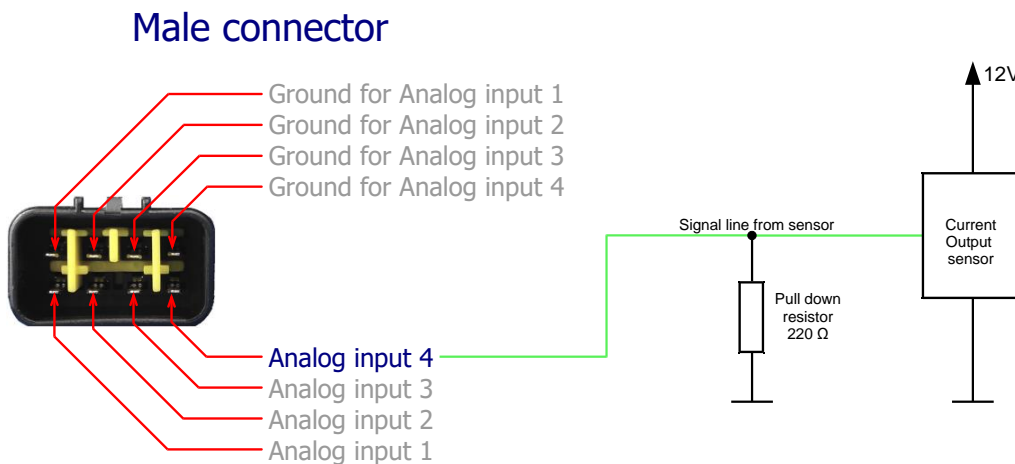 Male connector
Ground for Analog input 1
Ground for Analog input 2
Ground for Analog input 3
Ground for Analog input 4
12V
Signal line from sensor
Current
Output
sensor
Pull down
resistor
220 Ω
Analog input 4
Analog input 3
Analog input 2
Analog input 1